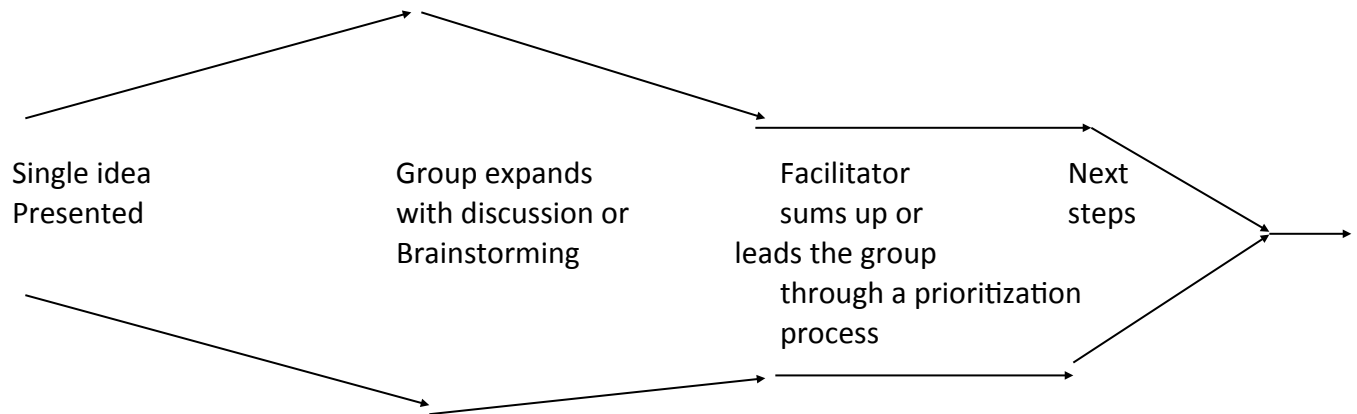 Single idea
Presented
Group expands
with discussion or
Brainstorming
Facilitator
sums up or
leads the group
through a prioritization
process
Next
steps